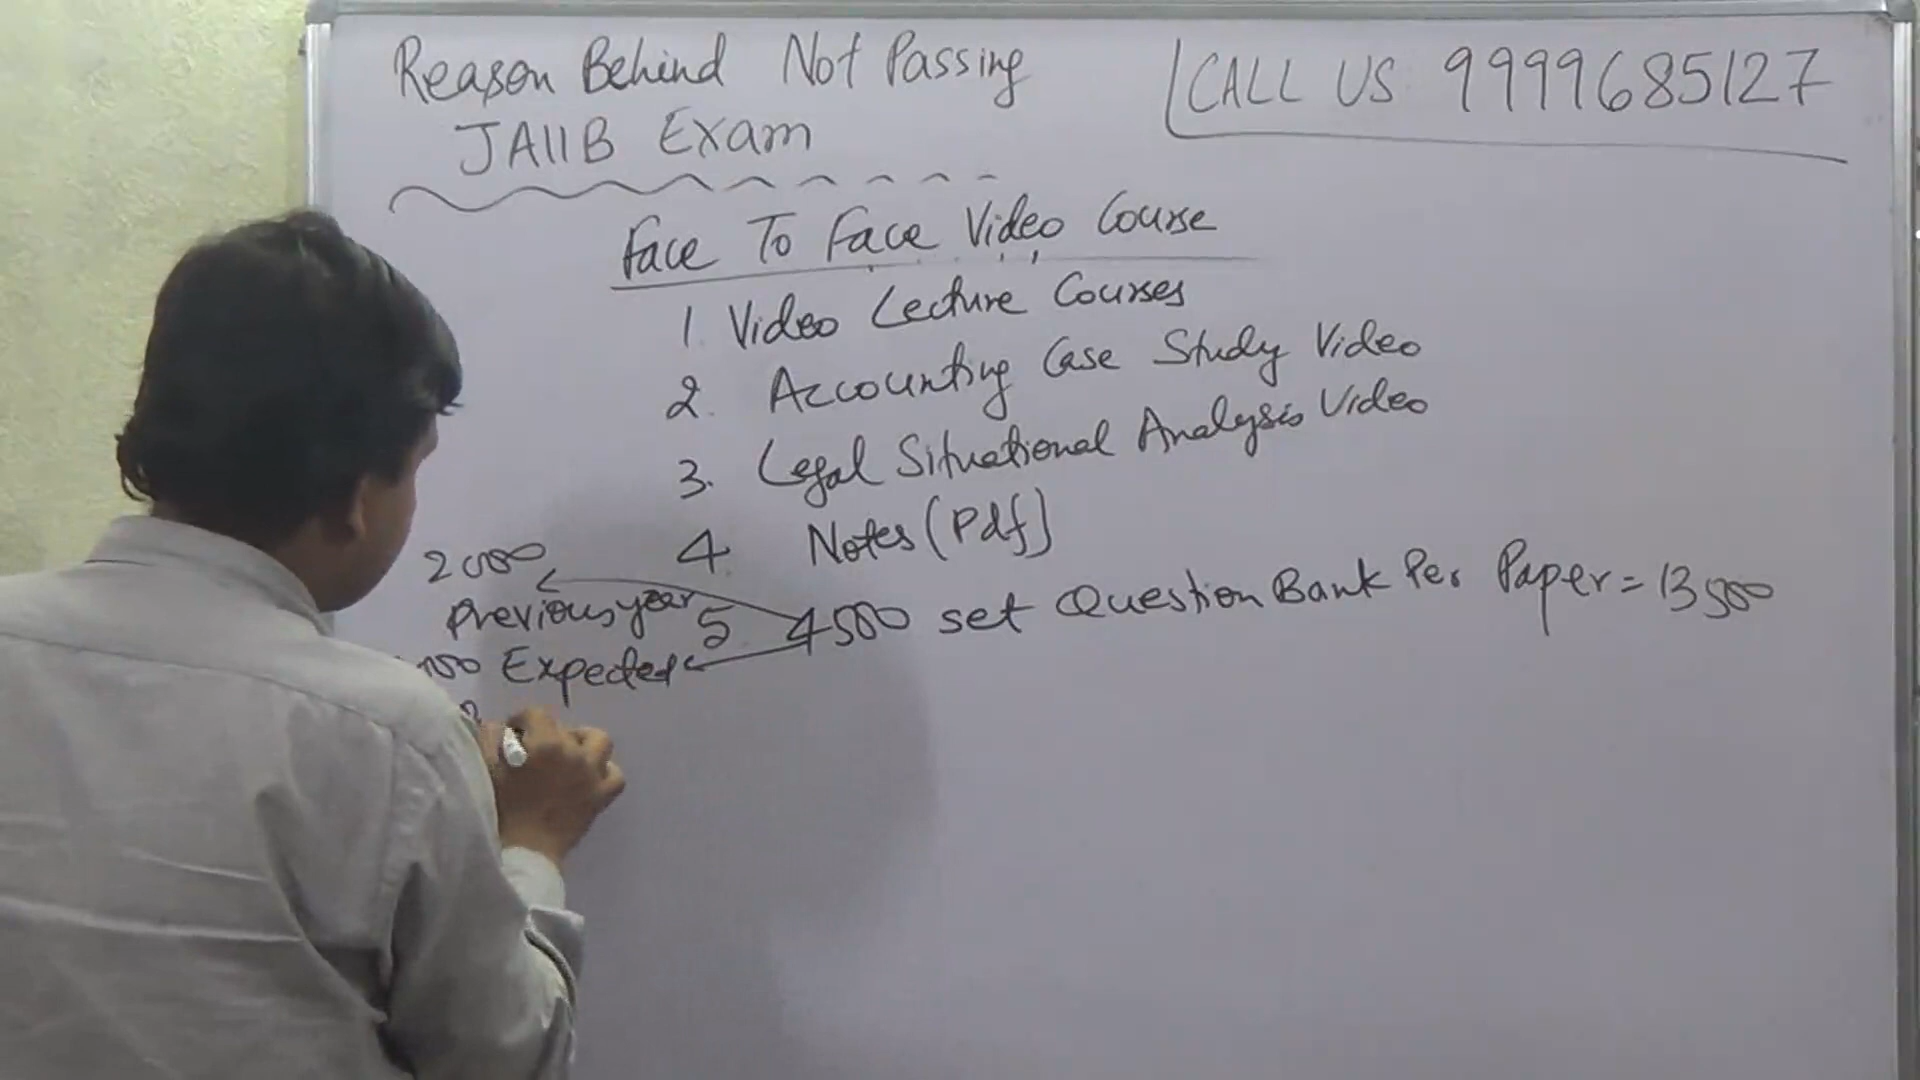 Reason Behind Not Passing
JAIIB Exam
CALL US 9999685127
Face To Face Video Course
1. Video Lecture Courses
2. Accounting Case Study Video
3. Legal Situational Analysis Video
4. Notes (Pdf)
5 4500 set Question Bank Per Paper = 13500
2000
Previous year
Expected